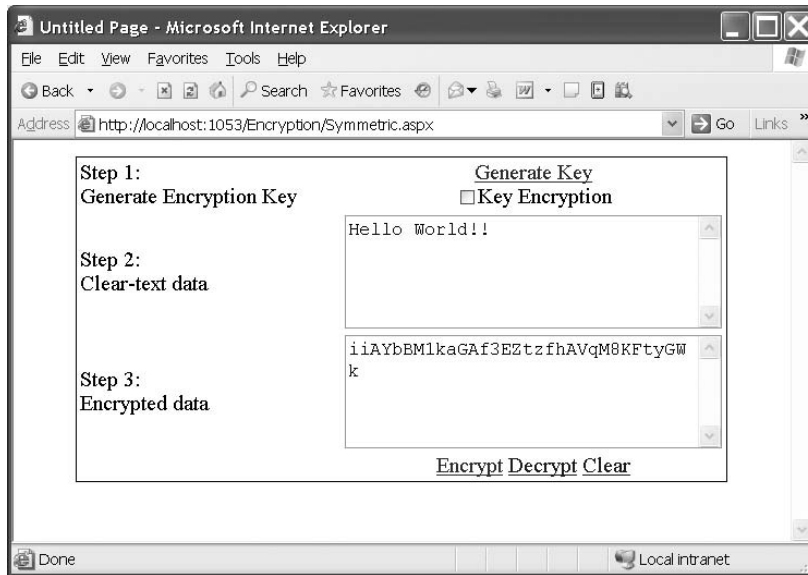 Untitled Page - Microsoft Internet Explorer
File Edit View Favorites Tools Help
Back Search Favorites
Address http://localhost:1053/Encryption/Symmetric.aspx Go Links »
Step 1:
Generate Encryption Key
Generate Key
Key Encryption
Step 2:
Clear-text data
Hello World!!
Step 3:
Encrypted data
iiAYbBM1kaGAf3EZtzfhAVqM8KFtyGW
k
Encrypt Decrypt Clear
Done Local intranet